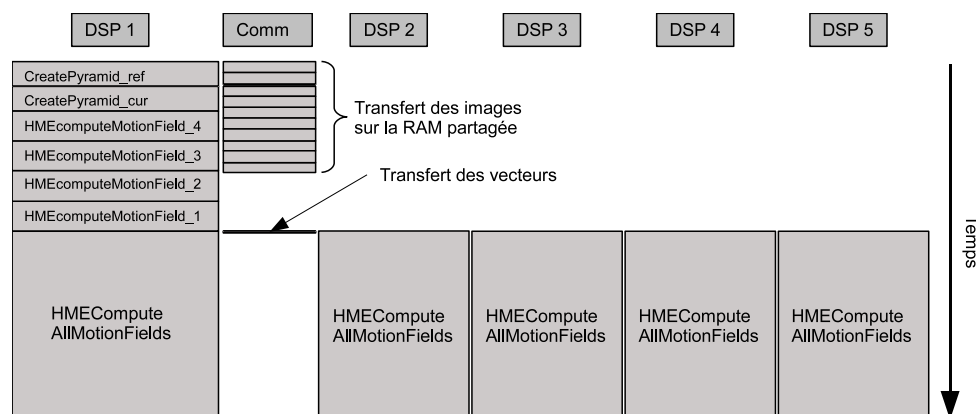 DSP 1
Comm
DSP 2
DSP 3
DSP 4
DSP 5
CreatePyramid_ref
CreatePyramid_cur
HMEcomputeMotionField_4
HMEcomputeMotionField_3
HMEcomputeMotionField_2
HMEcomputeMotionField_1
Transfert des images
sur la RAM partagée
Transfert des vecteurs
Temps
HMECompute
AllMotionFields
HMECompute
AllMotionFields
HMECompute
AllMotionFields
HMECompute
AllMotionFields
HMECompute
AllMotionFields